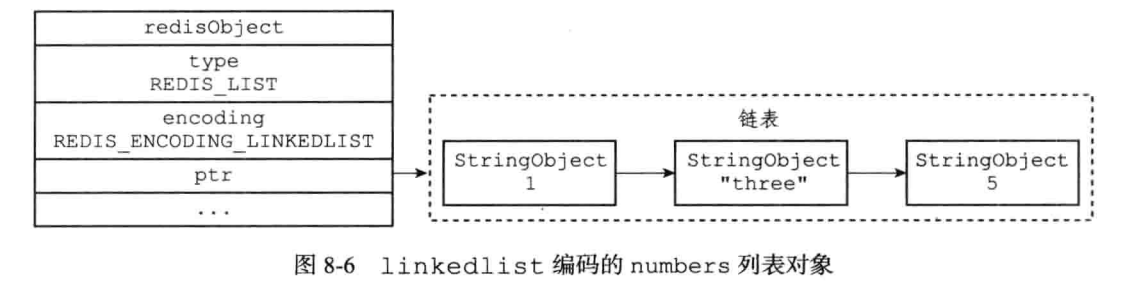 redisObject
type
REDIS_LIST
encoding
REDIS_ENCODING_LINKEDLIST
ptr
...
链表
StringObject
1
StringObject
"three"
StringObject
5
图 8-6 linkedlist 编码的 numbers 列表对象